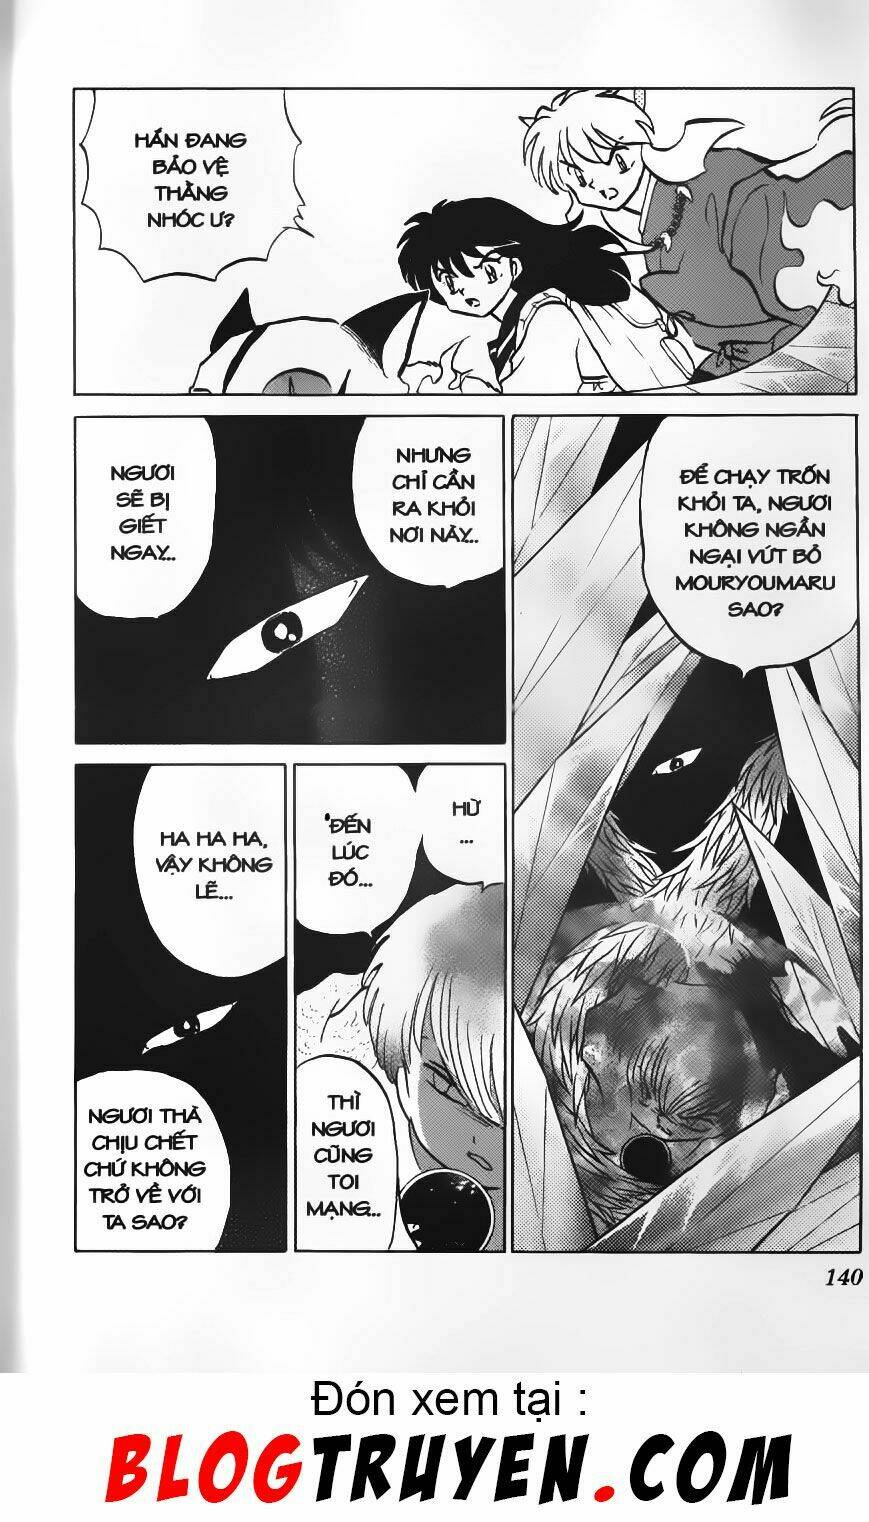 HẮN ĐANG
BẢO VỆ
THẰNG
NHÓC Ư?
ĐỂ CHẠY TRỐN
KHỎI TA, NGƯƠI
KHÔNG NGẦN
NGẠI VỨT BỎ
MOURYOUMARU
SAO?
NHƯNG
CHỈ CẦN
RA KHỎI
NƠI NÀY...
NGƯƠI
SẼ BỊ
GIẾT
NGAY...
HỪ
...
ĐẾN
LÚC
ĐÓ...
THÌ
NGƯƠI
CŨNG
TOI
MẠNG...
HA HA HA,
VẬY KHÔNG
LẼ...
NGƯƠI THÀ
CHỊU CHẾT
CHỨ KHÔNG
TRỞ VỀ VỚI
TA SAO?
140
Đón xem tại :
BLOGTRUYEN.COM